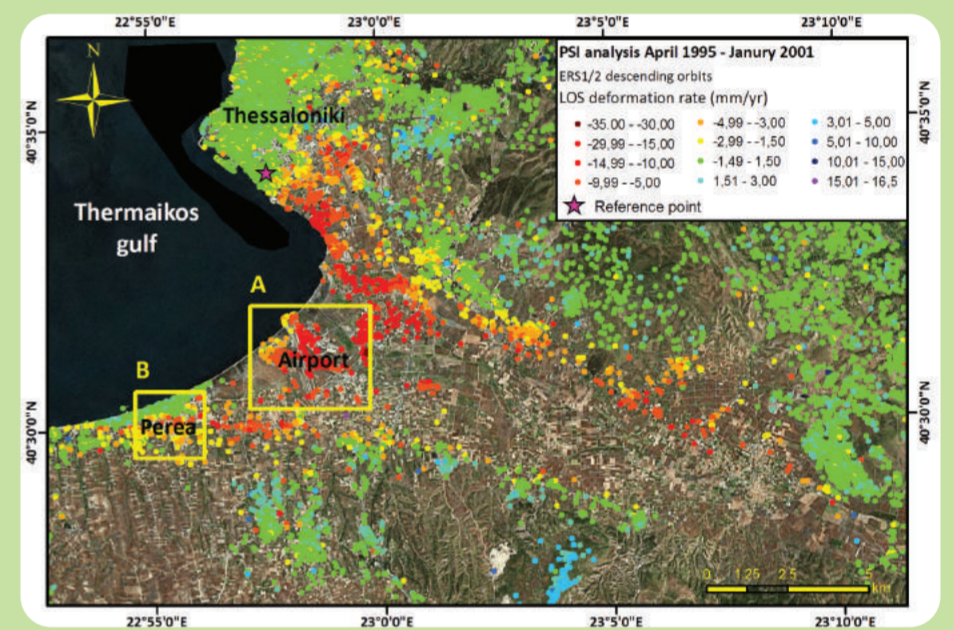 22°55'0"E 23°0'0"E 23°5'0"E 23°10'0"E
N
PSI analysis April 1995 - Janury 2001
ERS1/2 descending orbits
LOS deformation rate (mm/yr)
-35.00 - -30,00 -4,99 - -3,00 3,01 - 5,00
-29,99 - -15,00 -2,99 - -1,50 5,01 - 10,00
-14,99 - -10,00 -1,49 - 1,50 10,01 - 15,00
-9,99 - -5,00 1,51 - 3,00 15,01 - 16,5
Reference point
40°35'0"N
40°35'0"N
Thessaloniki
Thermaikos
gulf
A
Airport
B
Perea
40°30'0"N
40°30'0"N
0 1.25 2.5 5
km
22°55'0"E 23°0'0"E 23°5'0"E 23°10'0"E